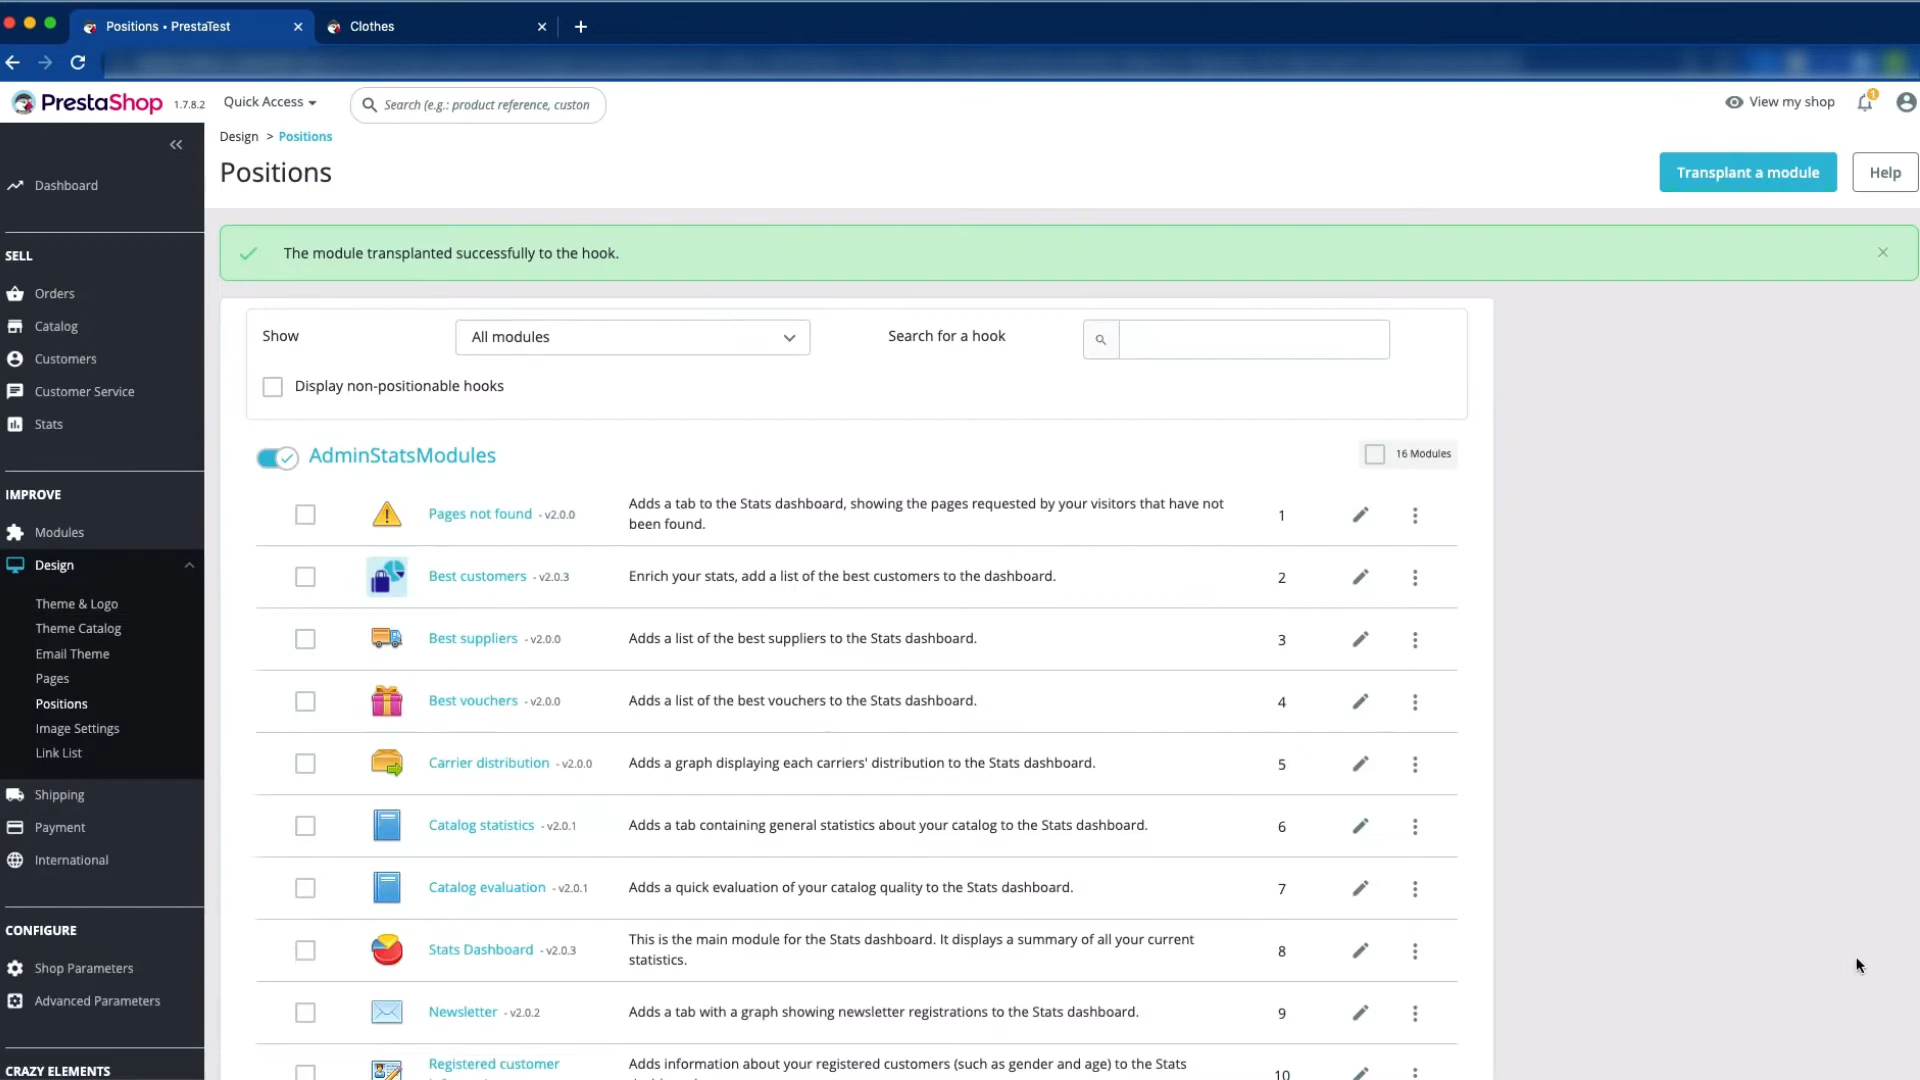 Positions • PrestaTest
Clothes
PrestaShop 1.7.8.2
Quick Access
Search (e.g.: product reference, custon
View my shop
1
Design > Positions
Positions
Transplant a module
Help
The module transplanted successfully to the hook.
Dashboard
SELL
Orders
Catalog
Customers
Customer Service
Stats
IMPROVE
Modules
Design
Theme & Logo
Theme Catalog
Email Theme
Pages
Positions
Image Settings
Link List
Shipping
Payment
International
CONFIGURE
Shop Parameters
Advanced Parameters
CRAZY ELEMENTS
Show
All modules
Search for a hook
Display non-positionable hooks
AdminStatsModules
16 Modules
Pages not found - v2.0.0
Adds a tab to the Stats dashboard, showing the pages requested by your visitors that have not
been found.
1
Best customers - v2.0.3
Enrich your stats, add a list of the best customers to the dashboard.
2
Best suppliers - v2.0.0
Adds a list of the best suppliers to the Stats dashboard.
3
Best vouchers - v2.0.0
Adds a list of the best vouchers to the Stats dashboard.
4
Carrier distribution - v2.0.0
Adds a graph displaying each carriers' distribution to the Stats dashboard.
5
Catalog statistics - v2.0.1
Adds a tab containing general statistics about your catalog to the Stats dashboard.
6
Catalog evaluation - v2.0.1
Adds a quick evaluation of your catalog quality to the Stats dashboard.
7
Stats Dashboard - v2.0.3
This is the main module for the Stats dashboard. It displays a summary of all your current
statistics.
8
Newsletter - v2.0.2
Adds a tab with a graph showing newsletter registrations to the Stats dashboard.
9
Registered customer
Adds information about your registered customers (such as gender and age) to the Stats
10